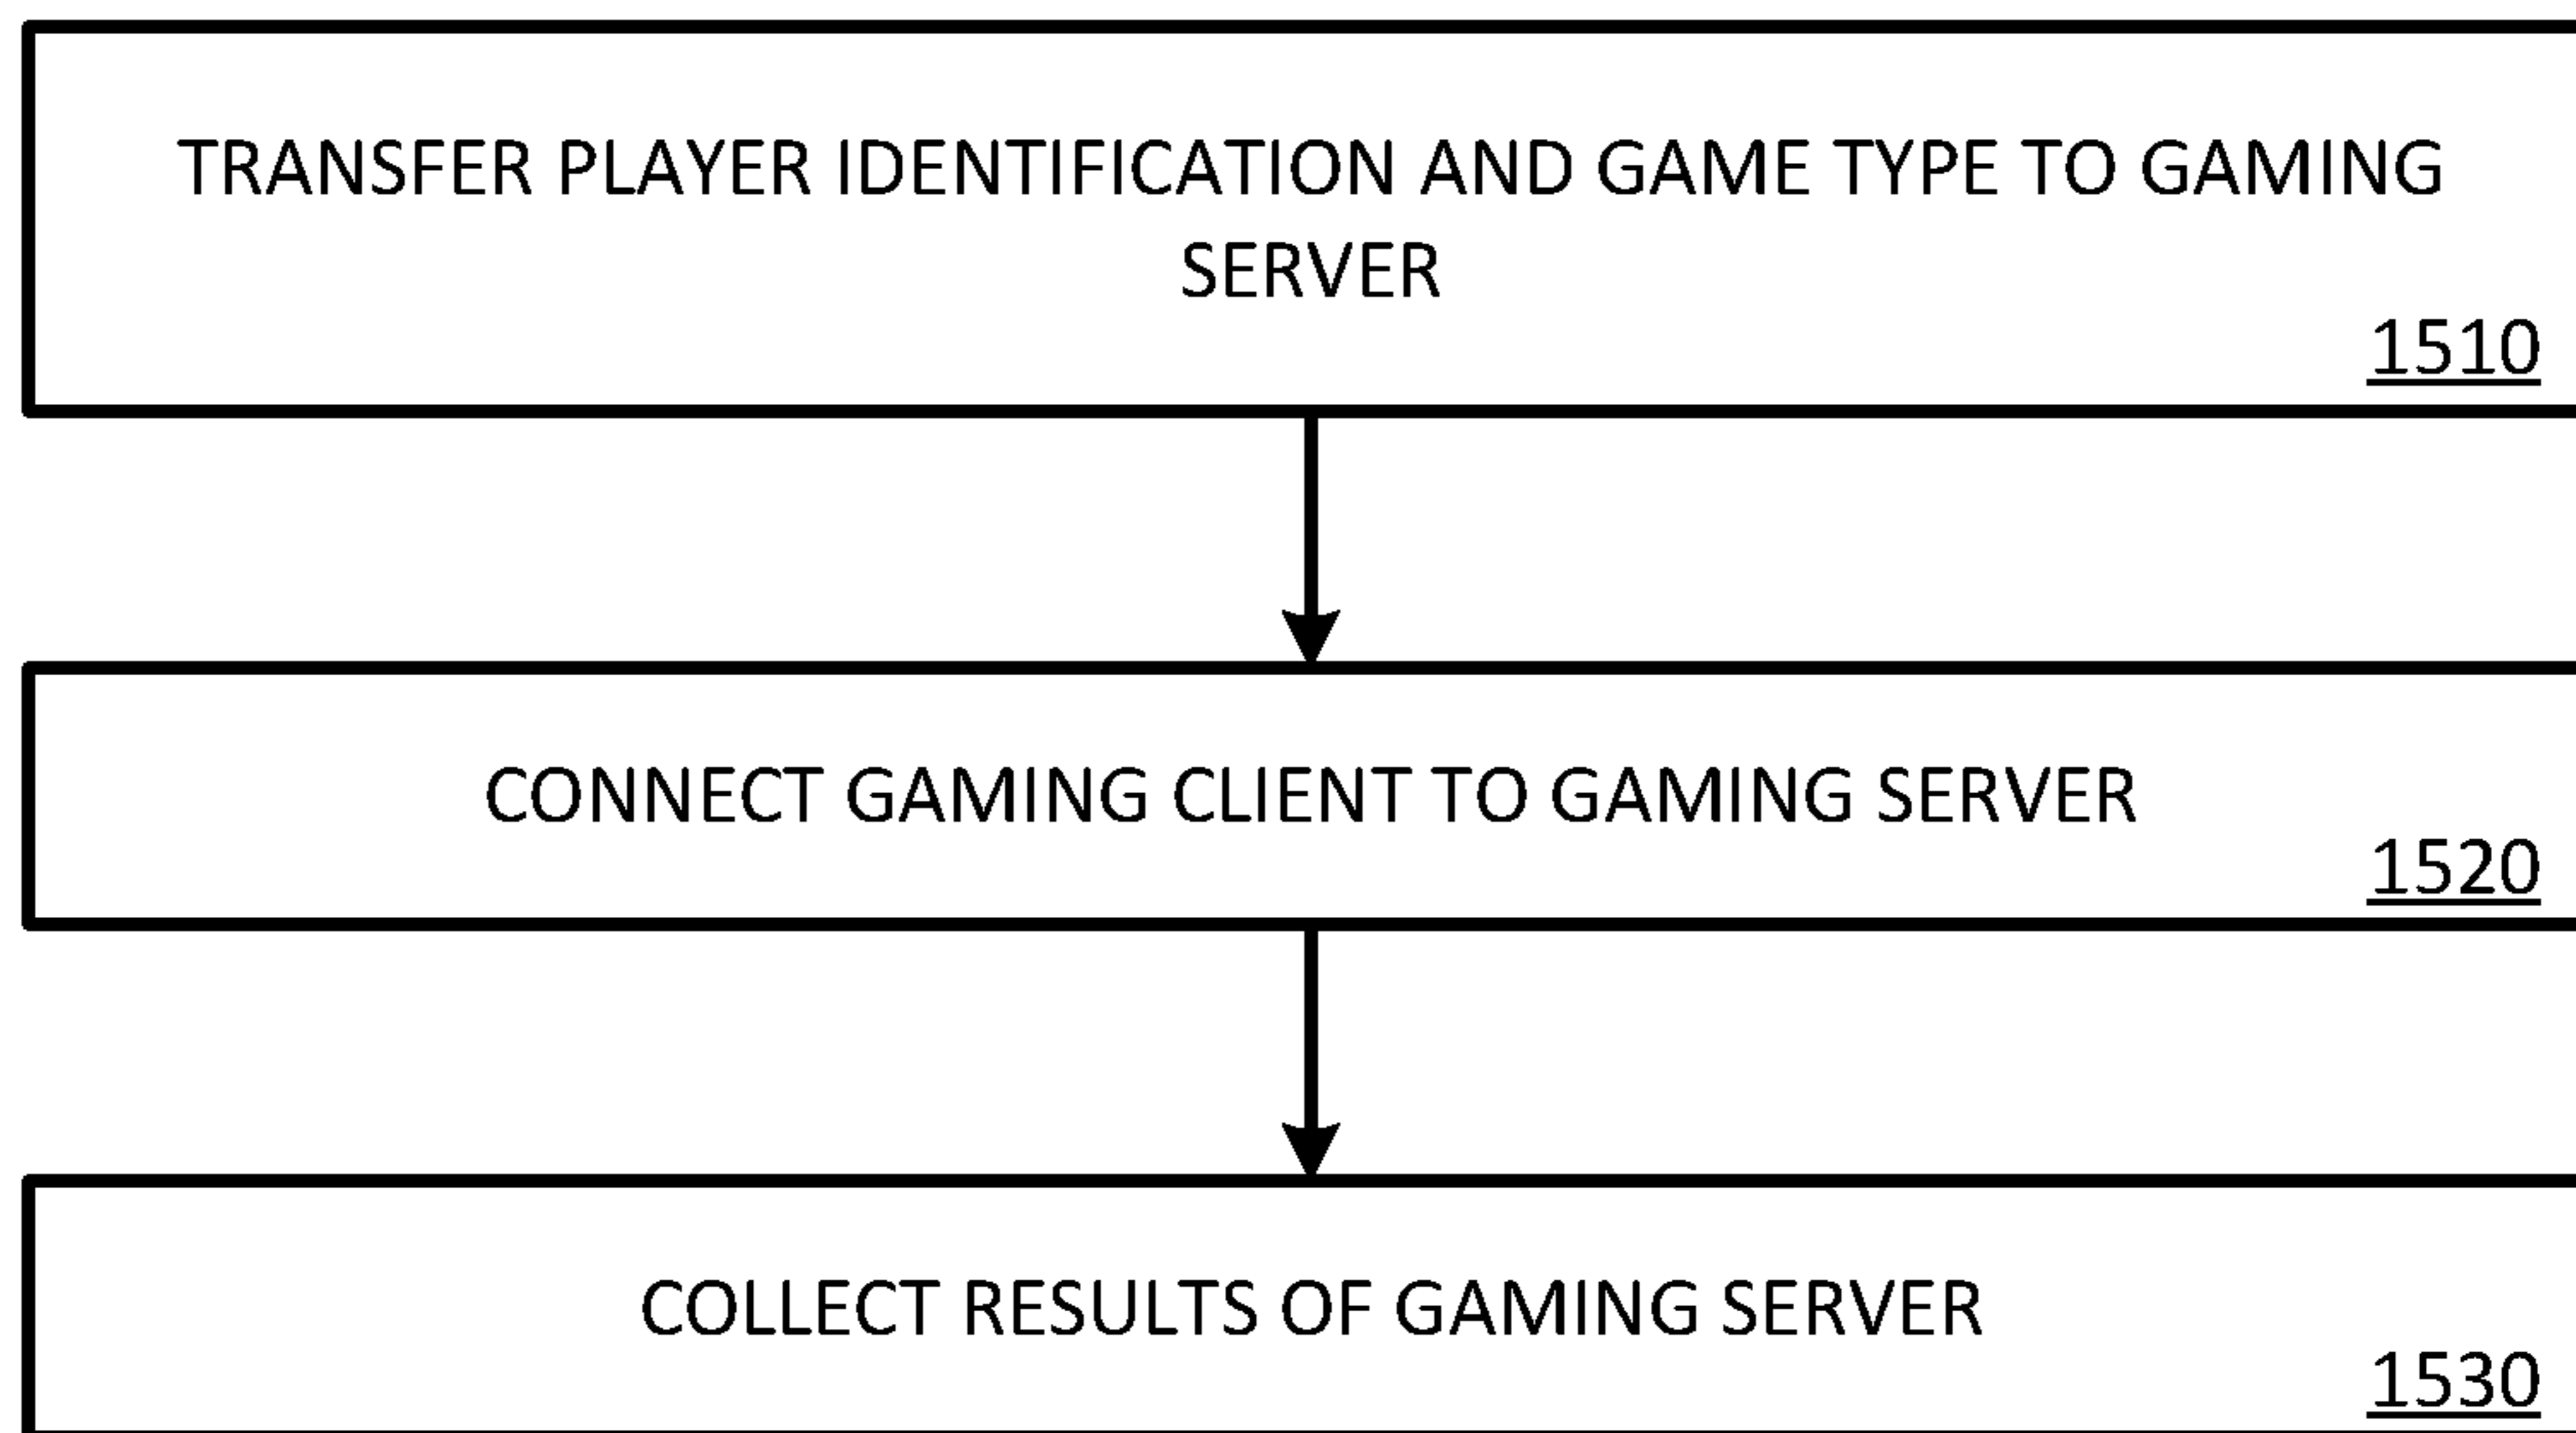 TRANSFER PLAYER IDENTIFICATION AND GAME TYPE TO GAMING
SERVER
1510
CONNECT GAMING CLIENT TO GAMING SERVER
1520
COLLECT RESULTS OF GAMING SERVER
1530